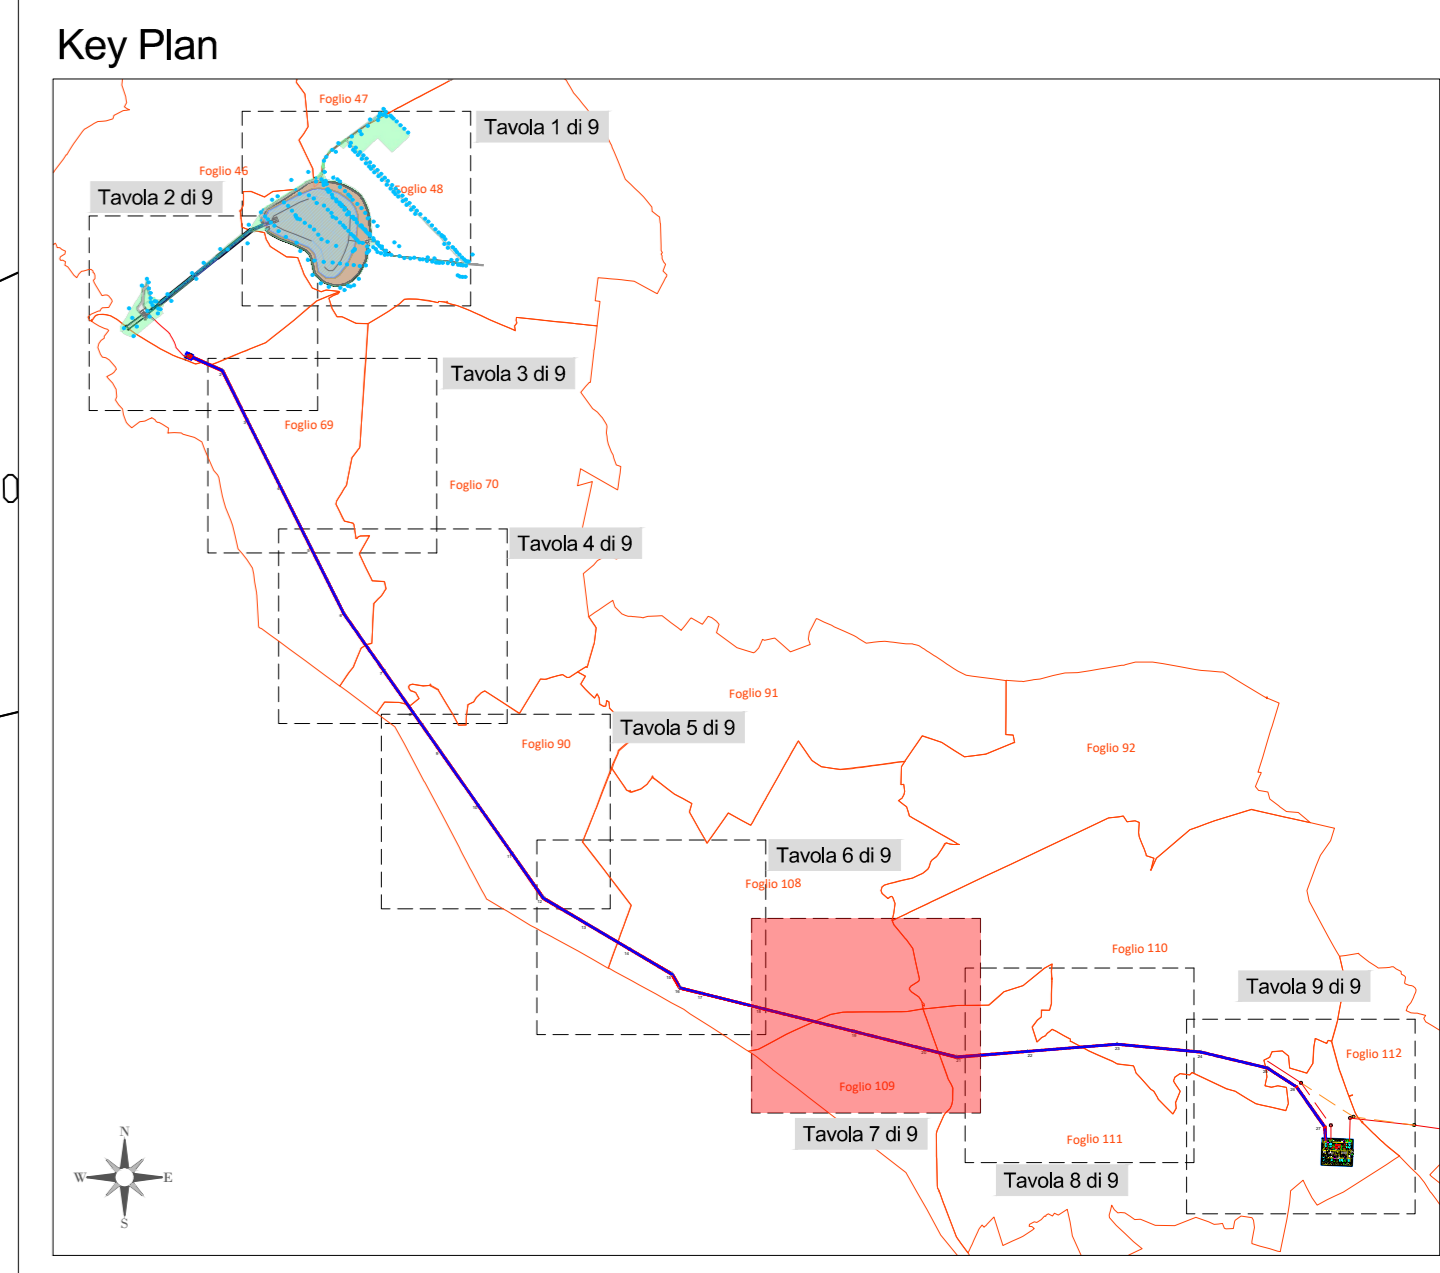 Key Plan
Foglio 47
Tavola 1 di 9
Foglio 46
Foglio 48
Tavola 2 di 9
Tavola 3 di 9
Foglio 69
Foglio 70
Tavola 4 di 9
Foglio 91
Tavola 5 di 9
Foglio 90
Foglio 92
Tavola 6 di 9
Foglio 108
Foglio 110
Tavola 9 di 9
Foglio 112
Foglio 109
Tavola 7 di 9
Foglio 111
Tavola 8 di 9
N
W
E
S